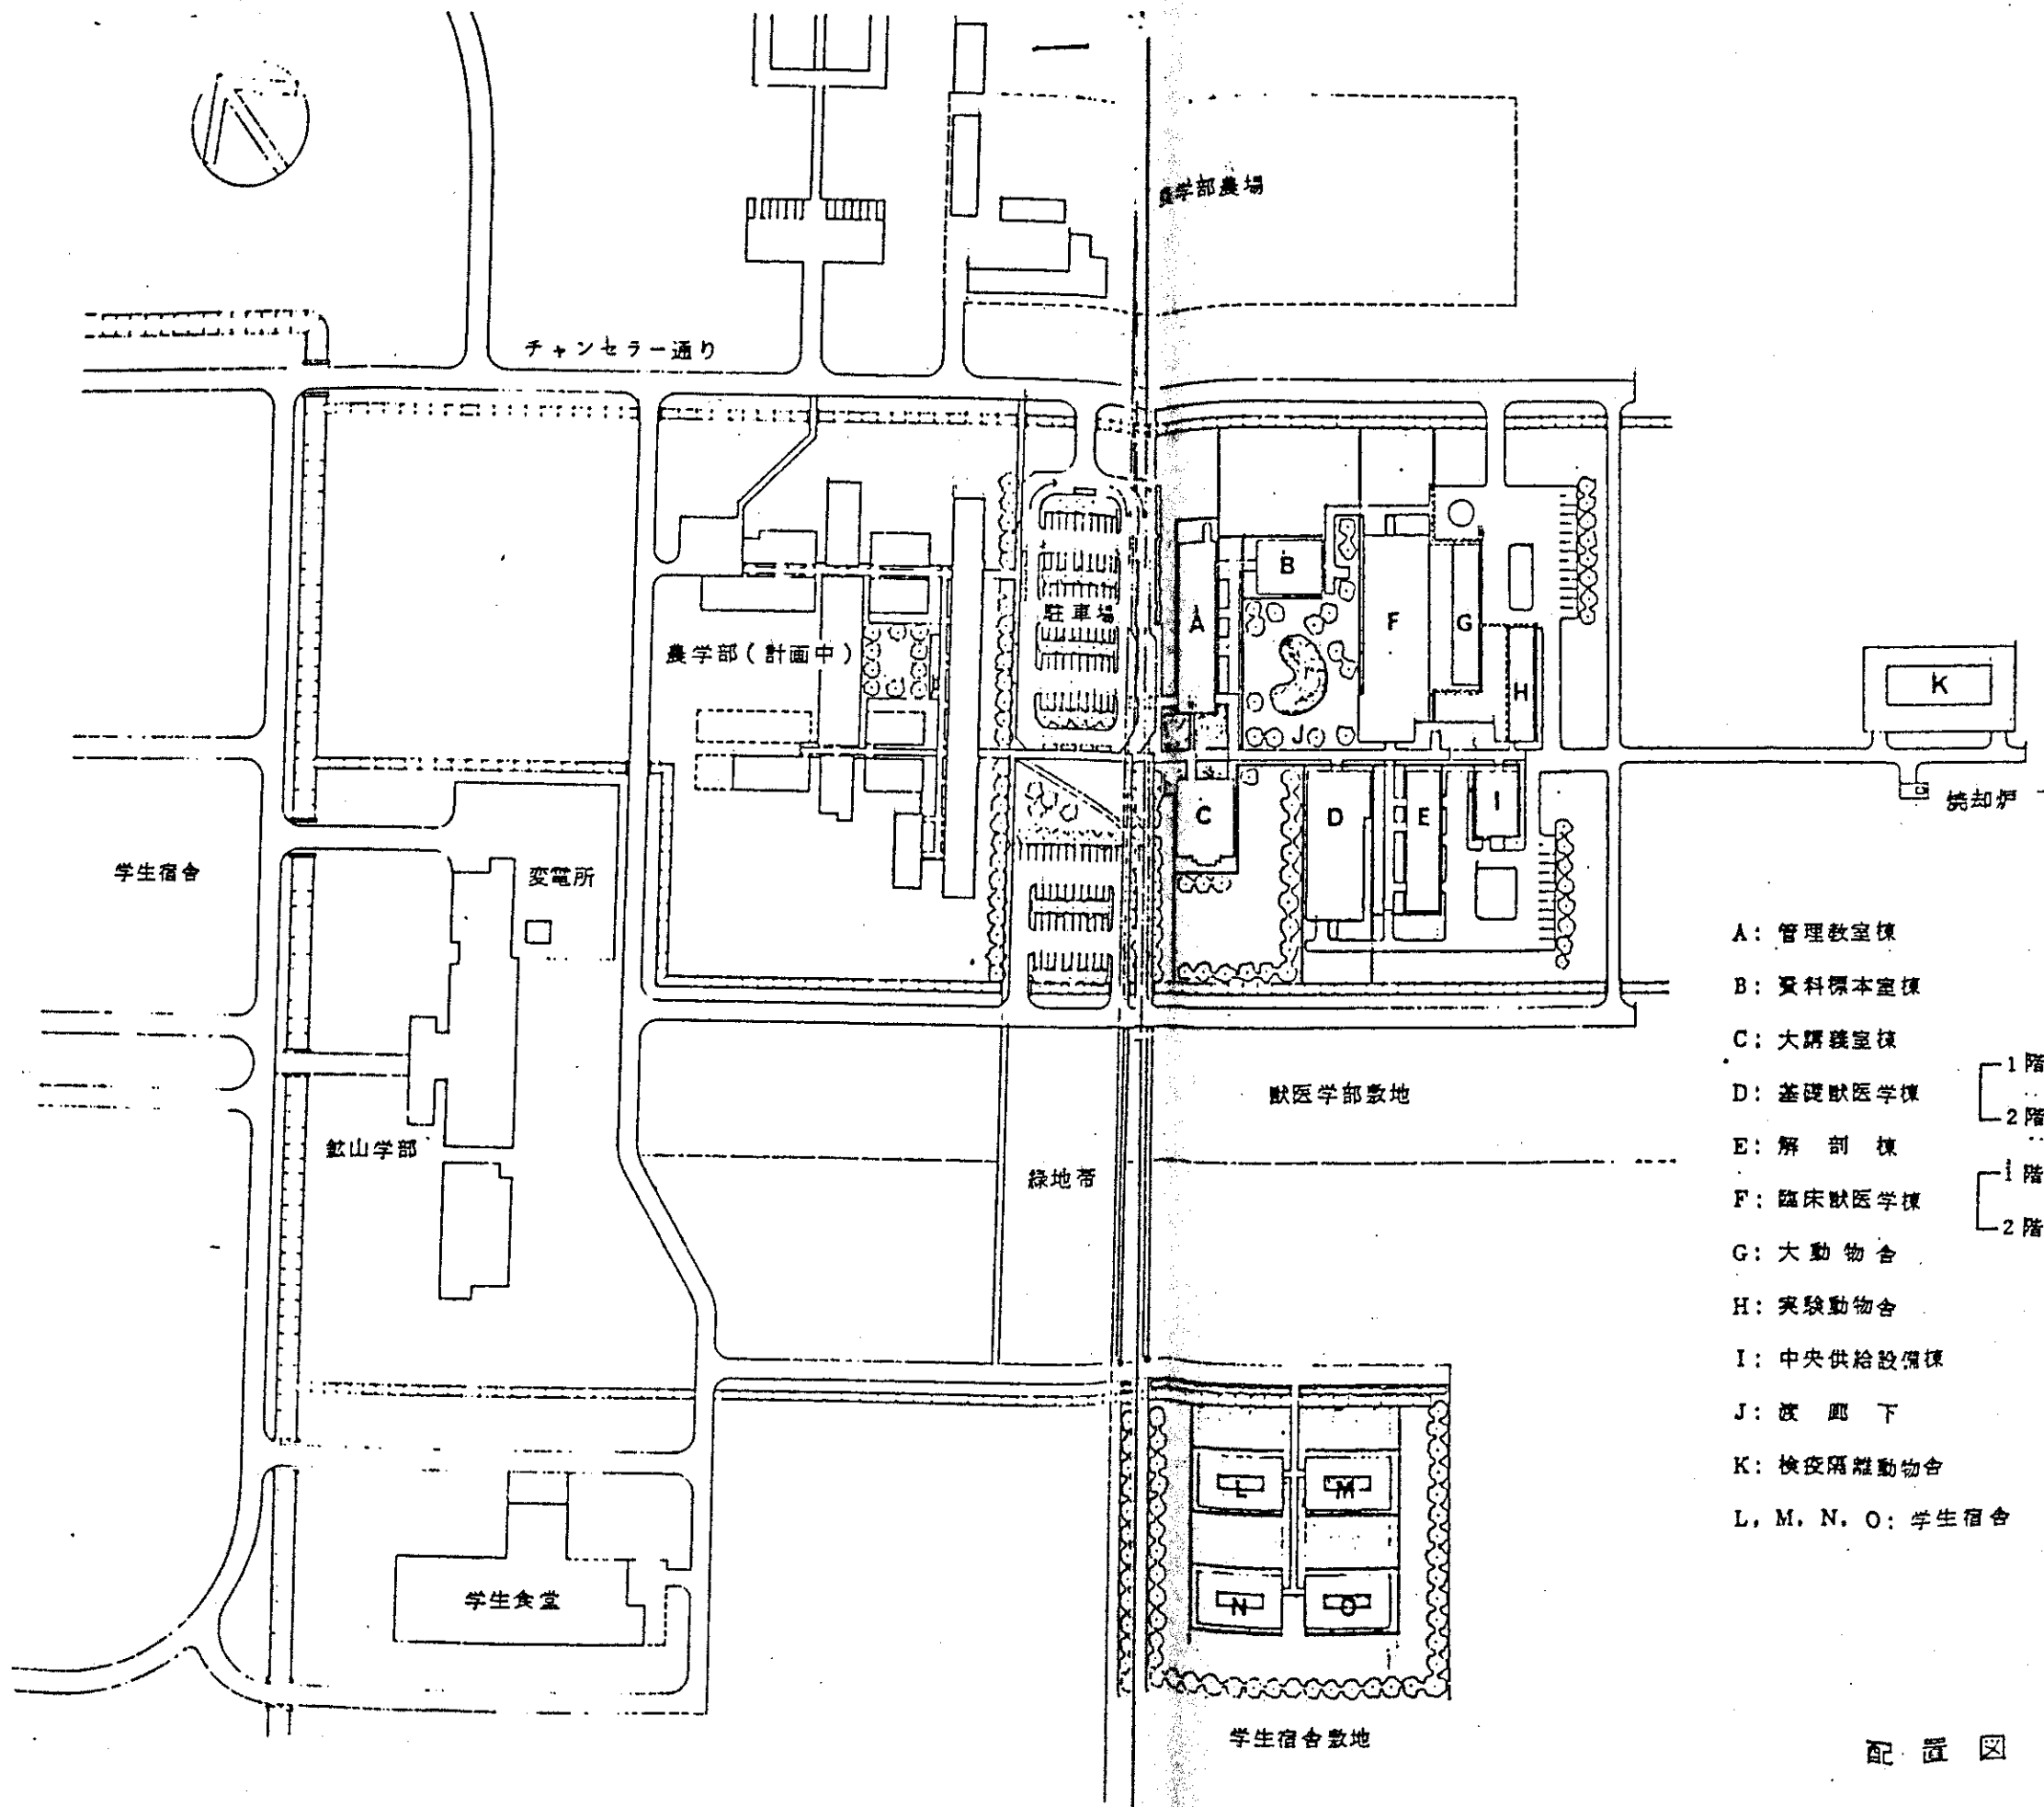 農学部農場
チャンセラー通り
駐車場
農学部(計画中)
A
B
F
G
H
J
K
C
D
E
I
焼却炉
学生宿舎
変電所
A: 管理教室棟
B: 資料標本室棟
C: 大講義室棟
D: 基礎獣医学棟
1階
2階
E: 解剖棟
F: 臨床獣医学棟
1階
2階
G: 大動物舎
H: 実験動物舎
I: 中央供給設備棟
J: 渡廊下
K: 検疫隔離動物舎
L, M, N, O: 学生宿舎
獣医学部敷地
鉱山学部
緑地帯
L
M
N
O
学生食堂
学生宿舎敷地
配置図